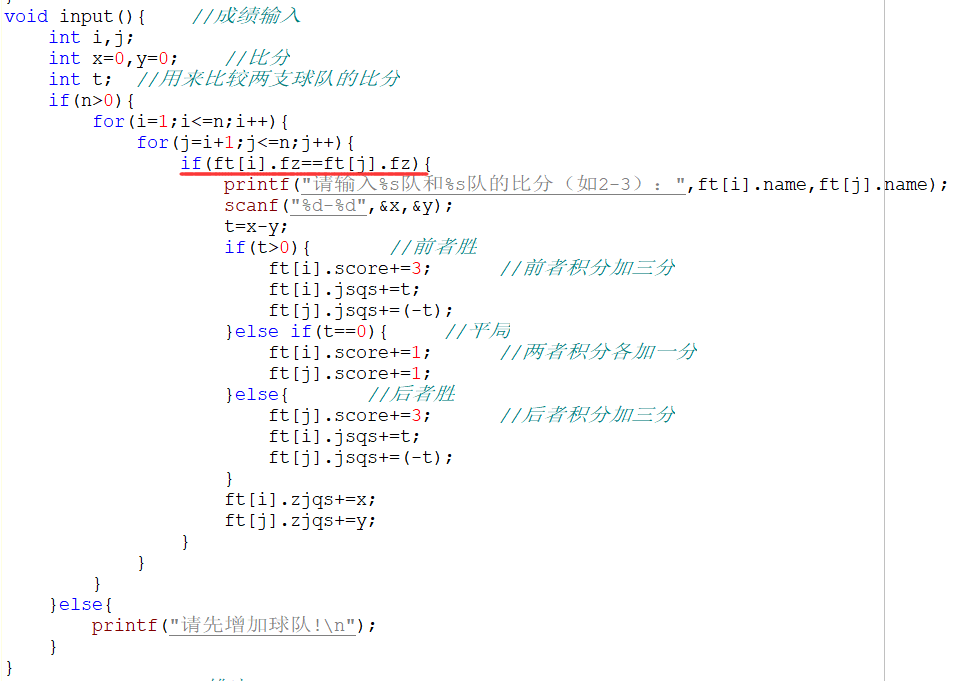 void input(){    //成绩输入
    int i,j;
    int x=0,y=0;    //比分
    int t;  //用来比较两支球队的比分
    if(n>0){
        for(i=1;i<=n;i++){
            for(j=i+1;j<=n;j++){
                if(ft[i].fz==ft[j].fz){
                    printf("请输入%s队和%s队的比分（如2-3）：",ft[i].name,ft[j].name);
                    scanf("%d-%d",&x,&y);
                    t=x-y;
                    if(t>0){       //前者胜
                        ft[i].score+=3;      //前者积分加三分
                        ft[i].jsqs+=t;
                        ft[j].jsqs+=(-t);
                    }else if(t==0){     //平局
                        ft[i].score+=1;      //两者积分各加一分
                        ft[j].score+=1;
                    }else{       //后者胜
                        ft[j].score+=3;      //后者积分加三分
                        ft[i].jsqs+=t;
                        ft[j].jsqs+=(-t);
                    }
                    ft[i].zjqs+=x;
                    ft[j].zjqs+=y;
                }
            }
        }
    }else{
        printf("请先增加球队!\n");
    }
}